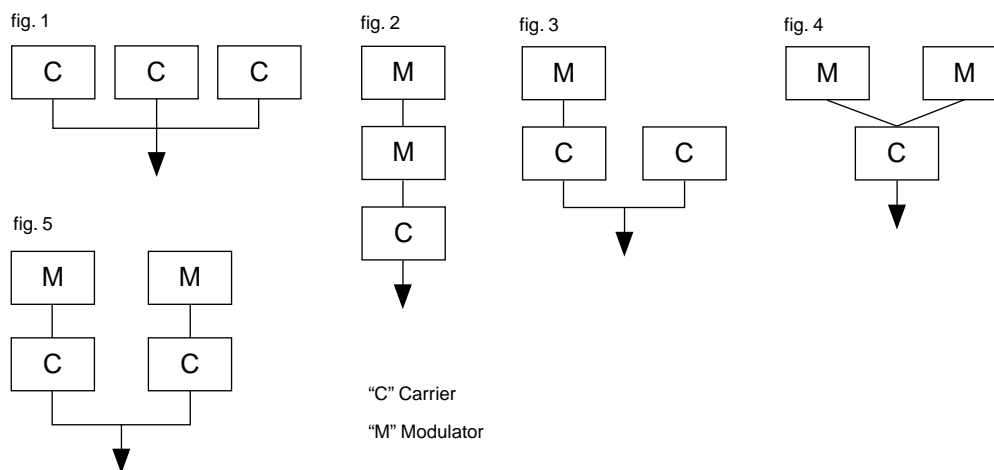 fig. 1
C C C
fig. 2
M
M
C
fig. 3
M
C C
fig. 4
M M
C
fig. 5
M M
C C
“C” Carrier
“M” Modulator